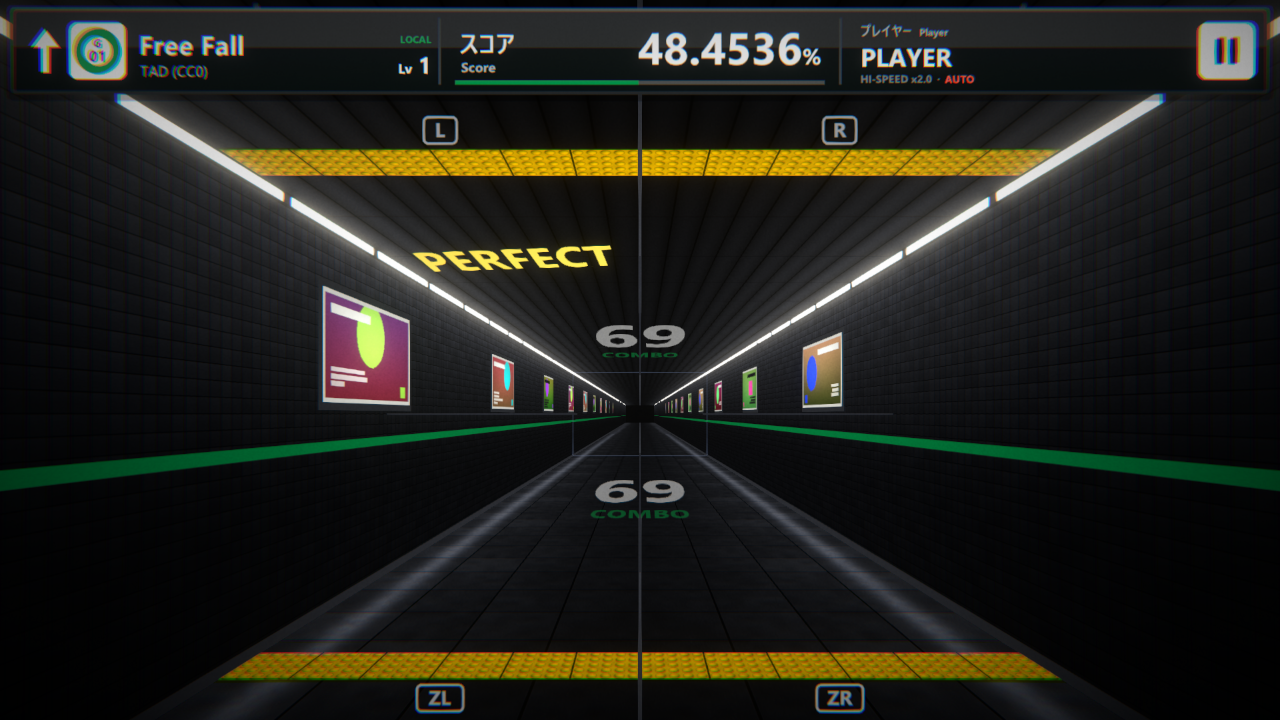 G
01
Free Fall
TAD (CC0)
LOCAL
Lv 1
スコア
Score
48.4536%
プレイヤー Player
PLAYER
HI-SPEED x2.0 · AUTO
L
R
PERFECT
69
COMBO
69
COMBO
ZL
ZR